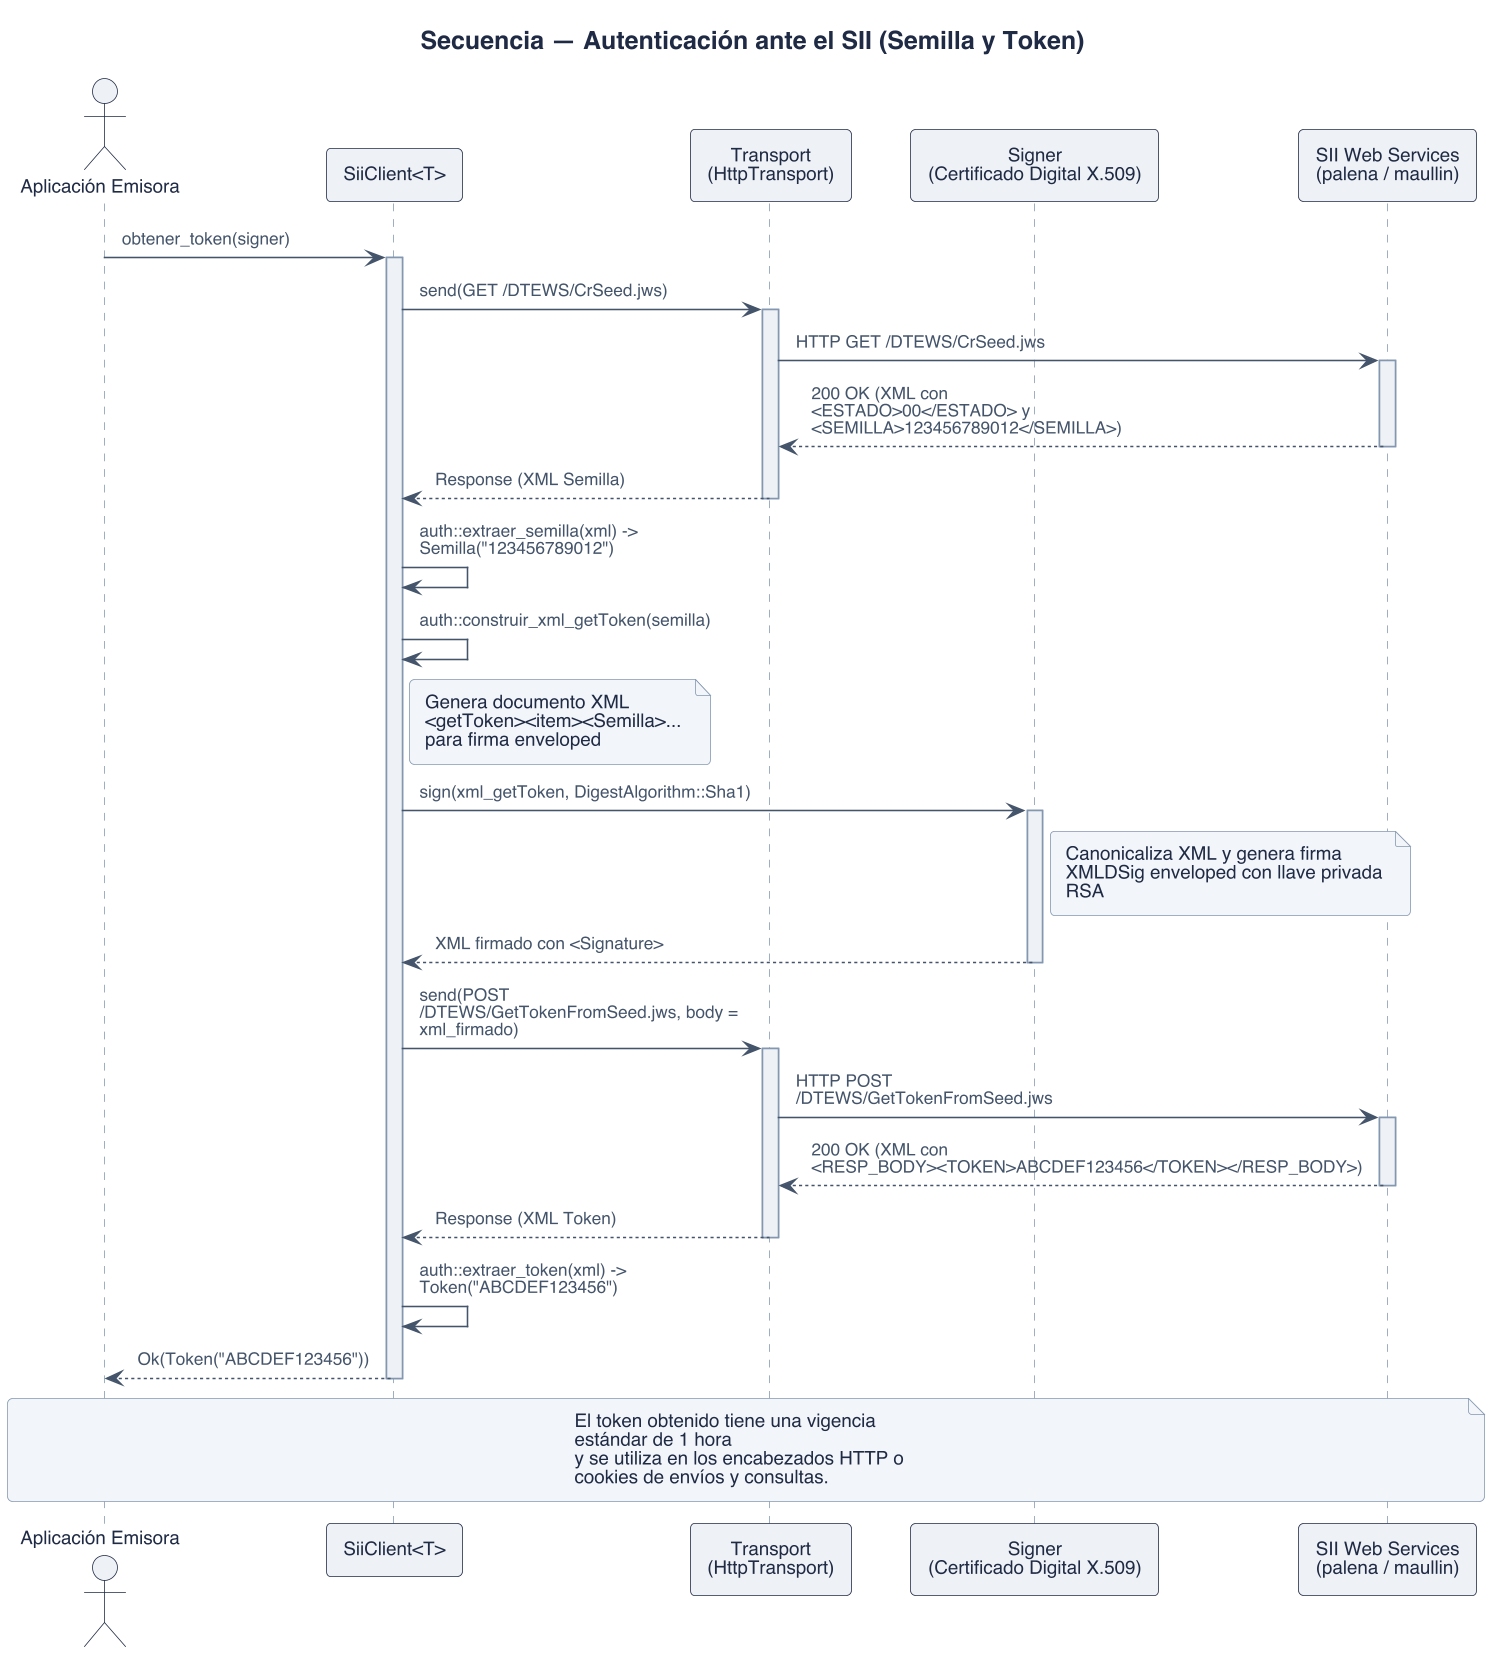 Secuencia — Autenticación ante el SII (Semilla y Token)
Aplicación Emisora
SiiClient<T>
Transport
(HttpTransport)
Signer
(Certificado Digital X.509)
SII Web Services
(palena / maullin)
obtener_token(signer)
send(GET /DTEWS/CrSeed.jws)
HTTP GET /DTEWS/CrSeed.jws
200 OK (XML con
<ESTADO>00</ESTADO> y
<SEMILLA>123456789012</SEMILLA>)
Response (XML Semilla)
auth::extraer_semilla(xml) ->
Semilla("123456789012")
auth::construir_xml_getToken(semilla)
Genera documento XML
<getToken><item><Semilla>...
para firma enveloped
sign(xml_getToken, DigestAlgorithm::Sha1)
Canonicaliza XML y genera firma
XMLDSig enveloped con llave privada
RSA
XML firmado con <Signature>
send(POST
/DTEWS/GetTokenFromSeed.jws, body =
xml_firmado)
HTTP POST
/DTEWS/GetTokenFromSeed.jws
200 OK (XML con
<RESP_BODY><TOKEN>ABCDEF123456</TOKEN></RESP_BODY>)
Response (XML Token)
auth::extraer_token(xml) ->
Token("ABCDEF123456")
Ok(Token("ABCDEF123456"))
El token obtenido tiene una vigencia
estándar de 1 hora
y se utiliza en los encabezados HTTP o
cookies de envíos y consultas.
Aplicación Emisora
SiiClient<T>
Transport
(HttpTransport)
Signer
(Certificado Digital X.509)
SII Web Services
(palena / maullin)